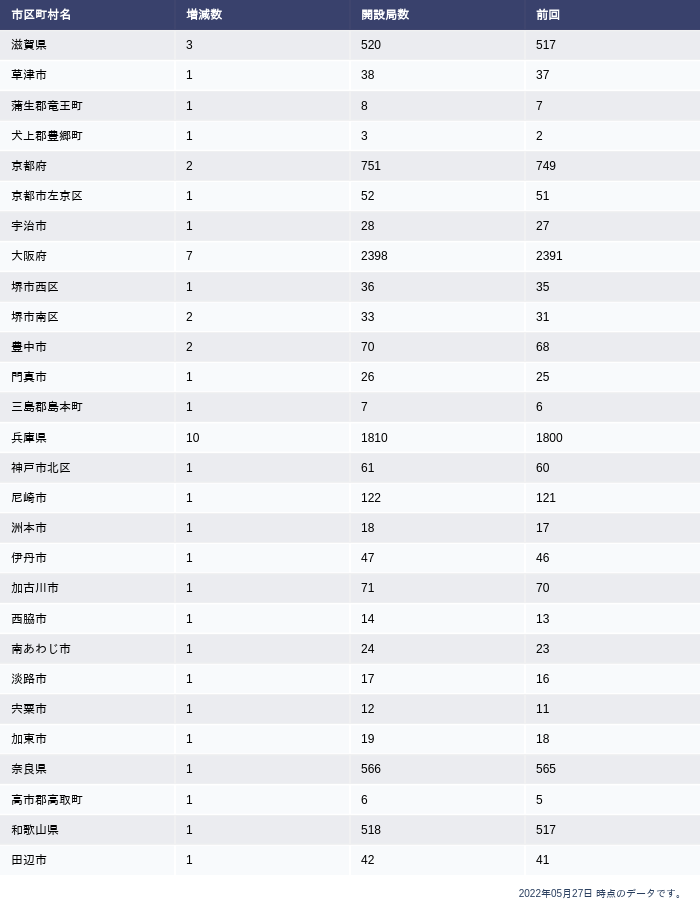 市区町村名 増減数 開設局数 前回
滋賀県 3 520 517
草津市 1 38 37
蒲生郡竜王町 1 8 7
犬上郡豊郷町 1 3 2
京都府 2 751 749
京都市左京区 1 52 51
宇治市 1 28 27
大阪府 7 2398 2391
堺市西区 1 36 35
堺市南区 2 33 31
豊中市 2 70 68
門真市 1 26 25
三島郡島本町 1 7 6
兵庫県 10 1810 1800
神戸市北区 1 61 60
尼崎市 1 122 121
洲本市 1 18 17
伊丹市 1 47 46
加古川市 1 71 70
西脇市 1 14 13
南あわじ市 1 24 23
淡路市 1 17 16
宍粟市 1 12 11
加東市 1 19 18
奈良県 1 566 565
高市郡高取町 1 6 5
和歌山県 1 518 517
田辺市 1 42 41
2022年05月27日 時点のデータです。